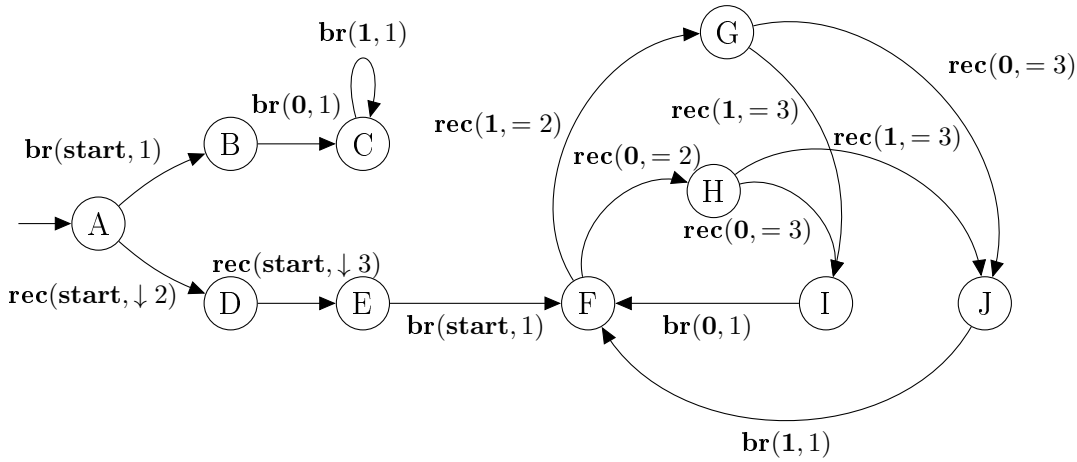 br(1, 1)
G
rec(0, = 3)
br(0, 1)
rec(1, = 3)
rec(1, = 2)
B
C
rec(1, = 3)
br(start, 1)
rec(0, = 2)
H
A
rec(0, = 3)
rec(start, ↓ 3)
rec(start, ↓ 2)
D
E
F
I
J
br(start, 1)
br(0, 1)
br(1, 1)